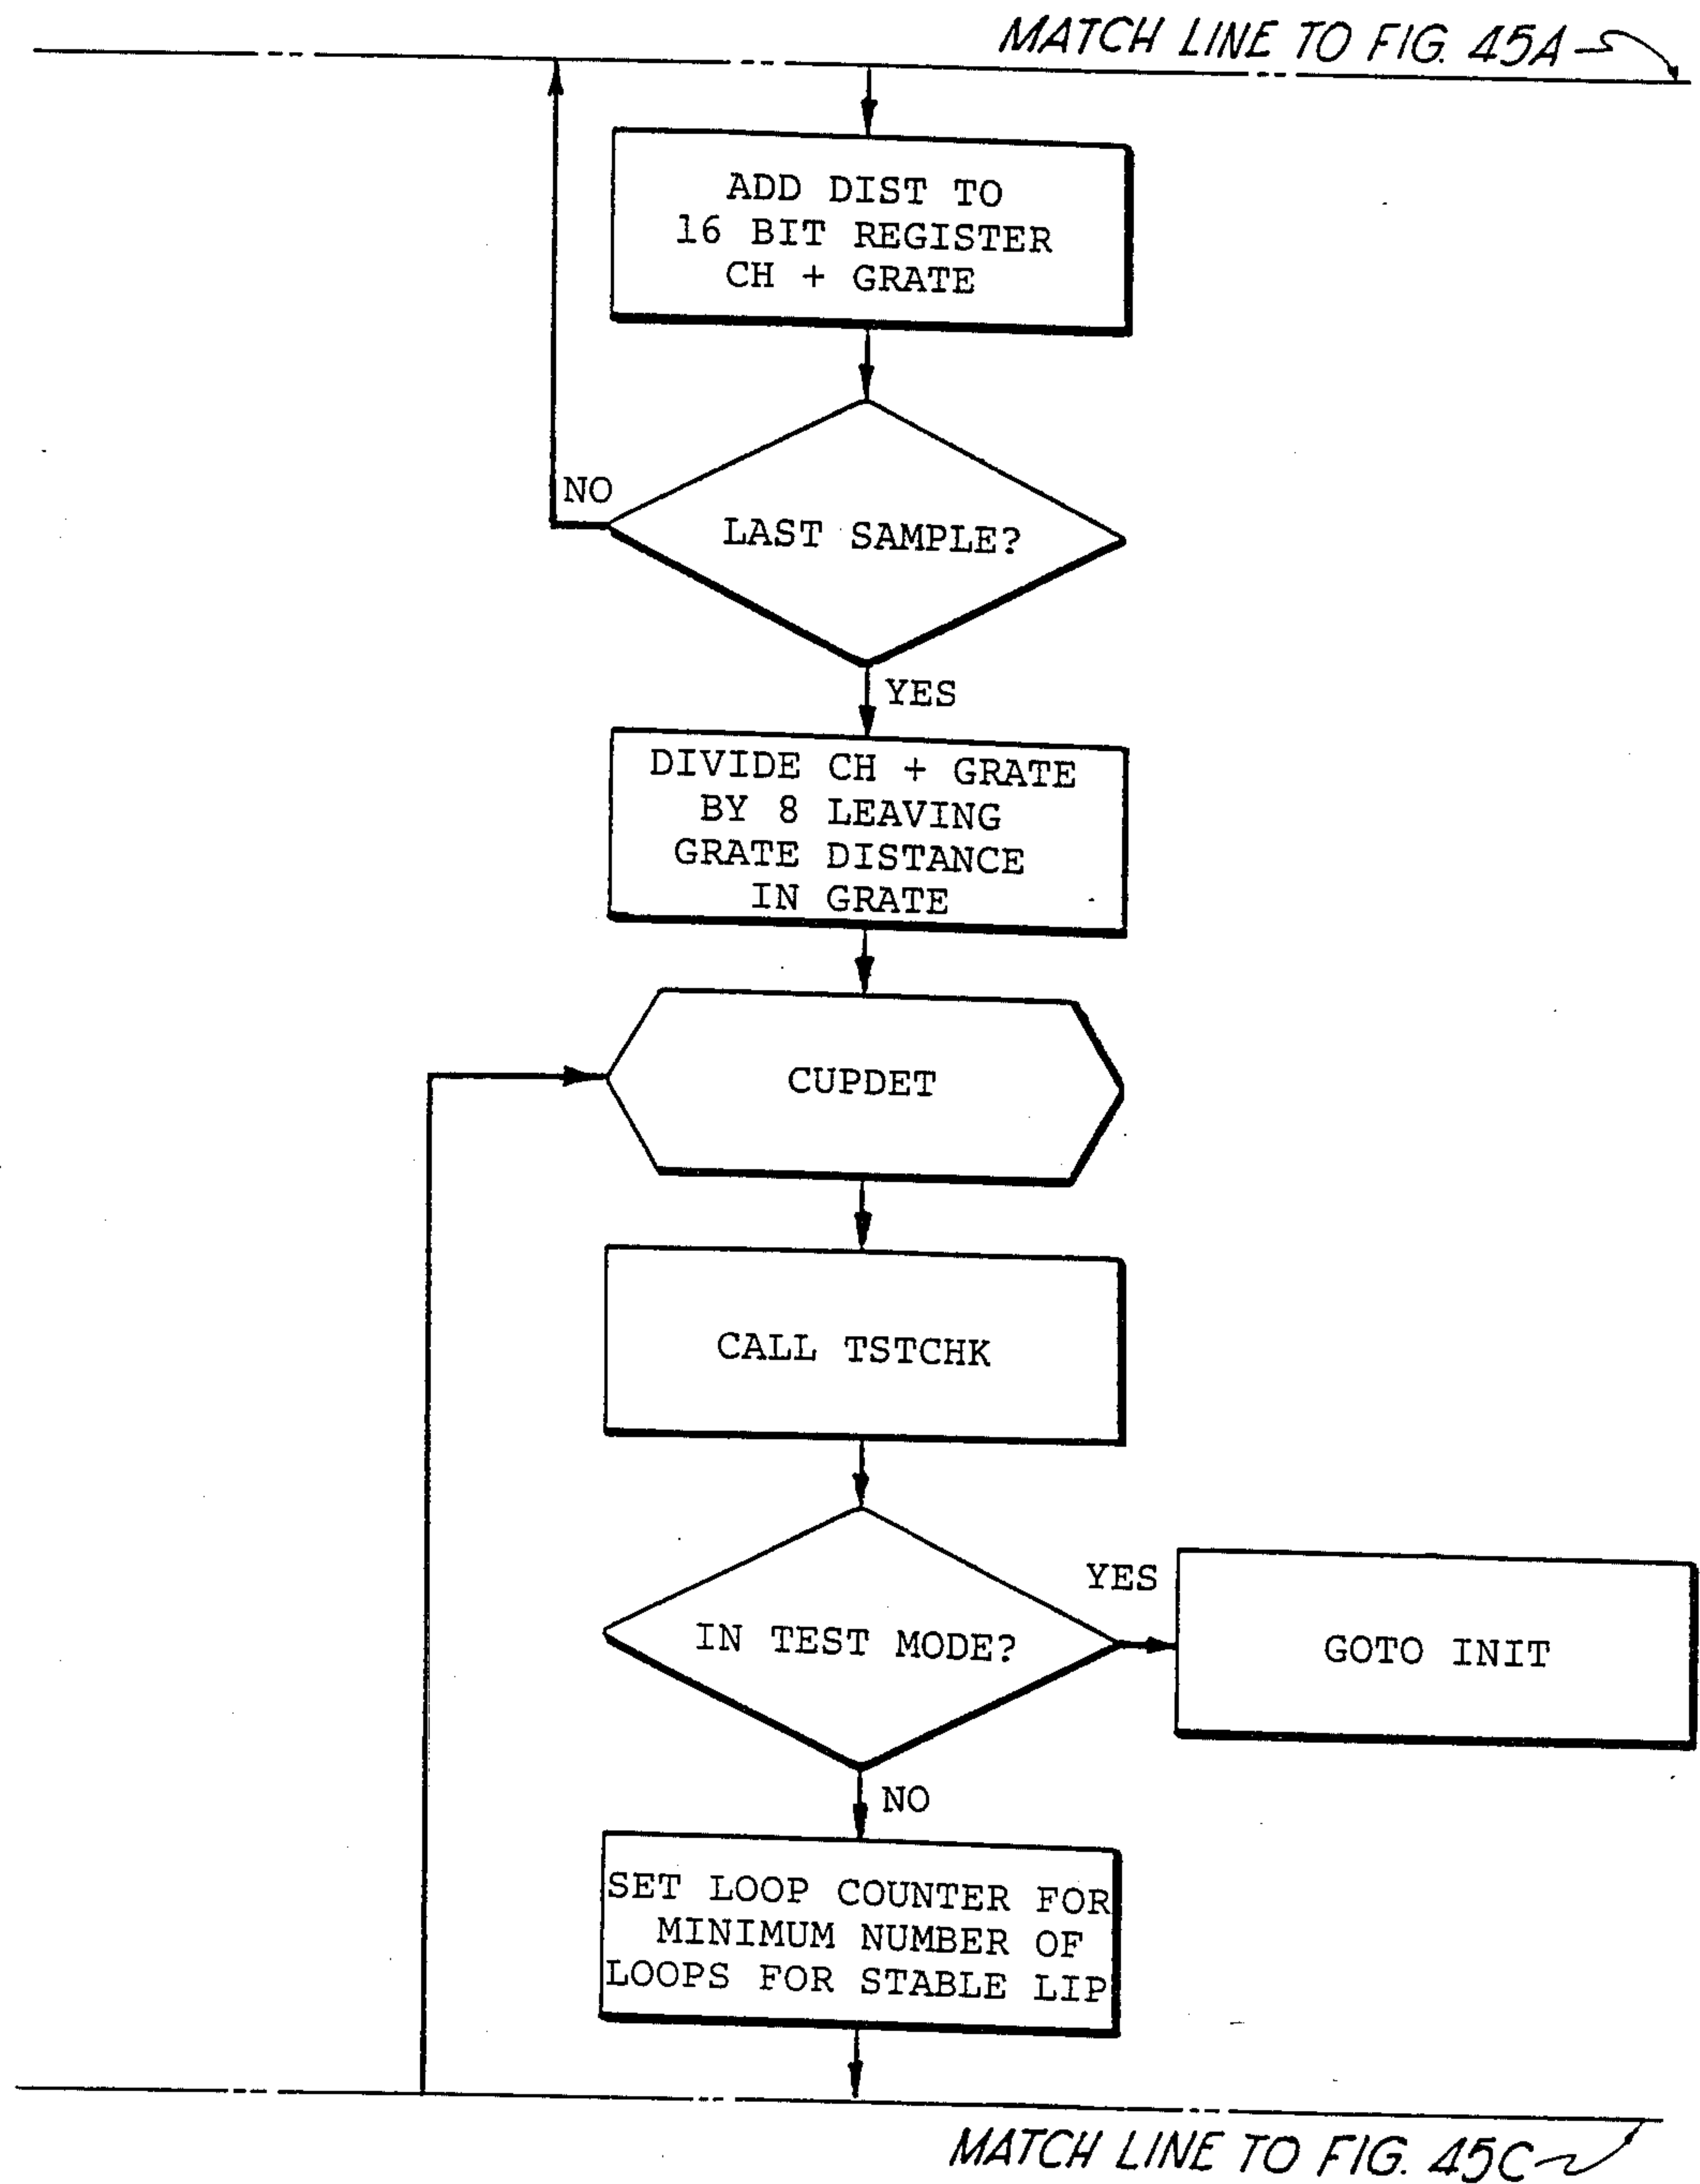 MATCH LINE TO FIG. 45A
ADD DIST TO
16 BIT REGISTER
CH + GRATE
NO
LAST SAMPLE?
YES
DIVIDE CH + GRATE
BY 8 LEAVING
GRATE DISTANCE
IN GRATE
CUPDET
CALL TSTCHK
YES
IN TEST MODE?
GOTO INIT
NO
SET LOOP COUNTER FOR
MINIMUM NUMBER OF
LOOPS FOR STABLE LIP
MATCH LINE TO FIG. 45C